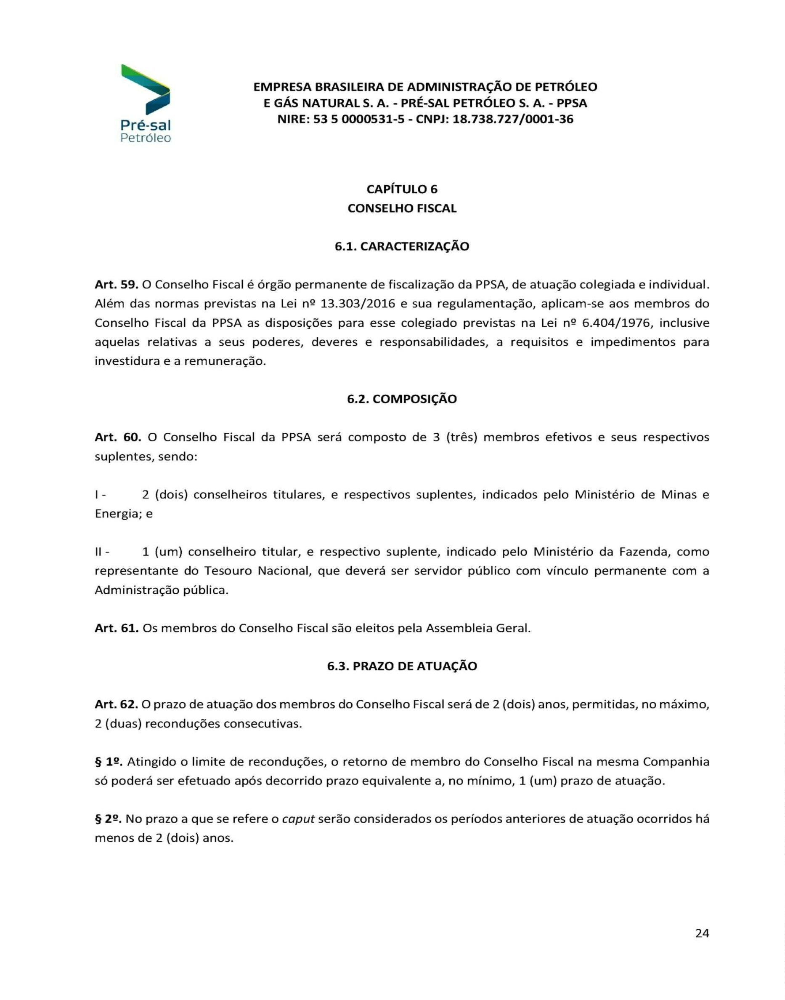 Pré-sal
Petróleo
EMPRESA BRASILEIRA DE ADMINISTRAÇÃO DE PETRÓLEO
E GÁS NATURAL S. A. - PRÉ-SAL PETRÓLEO S. A. - PPSA
NIRE: 53 5 0000531-5 - CNPJ: 18.738.727/0001-36
CAPÍTULO 6
CONSELHO FISCAL
6.1. CARACTERIZAÇÃO
Art. 59. O Conselho Fiscal é órgão permanente de fiscalização da PPSA, de atuação colegiada e individual.
Além das normas previstas na Lei nº 13.303/2016 e sua regulamentação, aplicam-se aos membros do
Conselho Fiscal da PPSA as disposições para esse colegiado previstas na Lei nº 6.404/1976, inclusive
aquelas relativas a seus poderes, deveres e responsabilidades, a requisitos e impedimentos para
investidura e a remuneração.
6.2. COMPOSIÇÃO
Art. 60. O Conselho Fiscal da PPSA será composto de 3 (três) membros efetivos e seus respectivos
suplentes, sendo:
I - 2 (dois) conselheiros titulares, e respectivos suplentes, indicados pelo Ministério de Minas e
Energia; e
II - 1 (um) conselheiro titular, e respectivo suplente, indicado pelo Ministério da Fazenda, como
representante do Tesouro Nacional, que deverá ser servidor público com vínculo permanente com a
Administração pública.
Art. 61. Os membros do Conselho Fiscal são eleitos pela Assembleia Geral.
6.3. PRAZO DE ATUAÇÃO
Art. 62. O prazo de atuação dos membros do Conselho Fiscal será de 2 (dois) anos, permitidas, no máximo,
2 (duas) reconduções consecutivas.
§ 1º. Atingido o limite de reconduções, o retorno de membro do Conselho Fiscal na mesma Companhia
só poderá ser efetuado após decorrido prazo equivalente a, no mínimo, 1 (um) prazo de atuação.
§ 2º. No prazo a que se refere o caput serão considerados os períodos anteriores de atuação ocorridos há
menos de 2 (dois) anos.
24